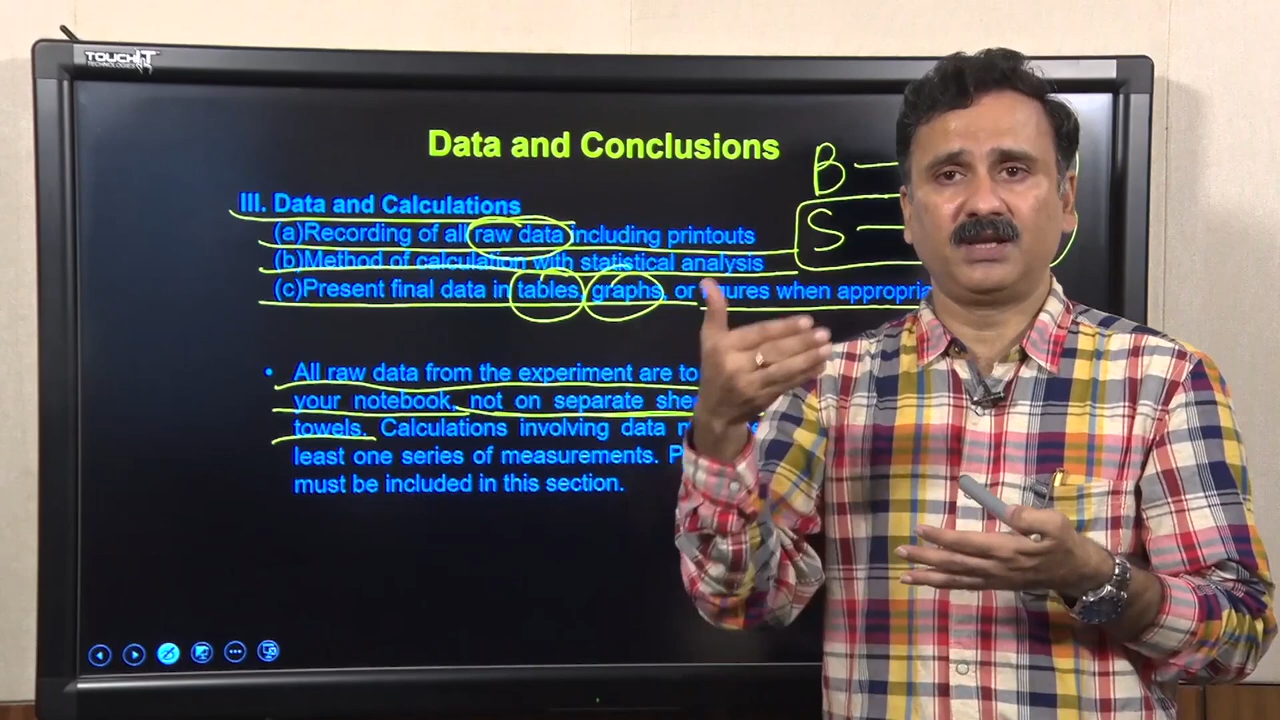 TOUCHIT
TECHNOLOGIES
Data and Conclusions
B —
III. Data and Calculations
S —
(a)Recording of all raw data including printouts
(b)Method of calculation with statistical analysis
(c)Present final data in tables, graphs, or figures when
• All raw data from the experiment are to
your notebook, not on separate
towels. Calculations involving data
least one series of measurements.
must be included in this section.